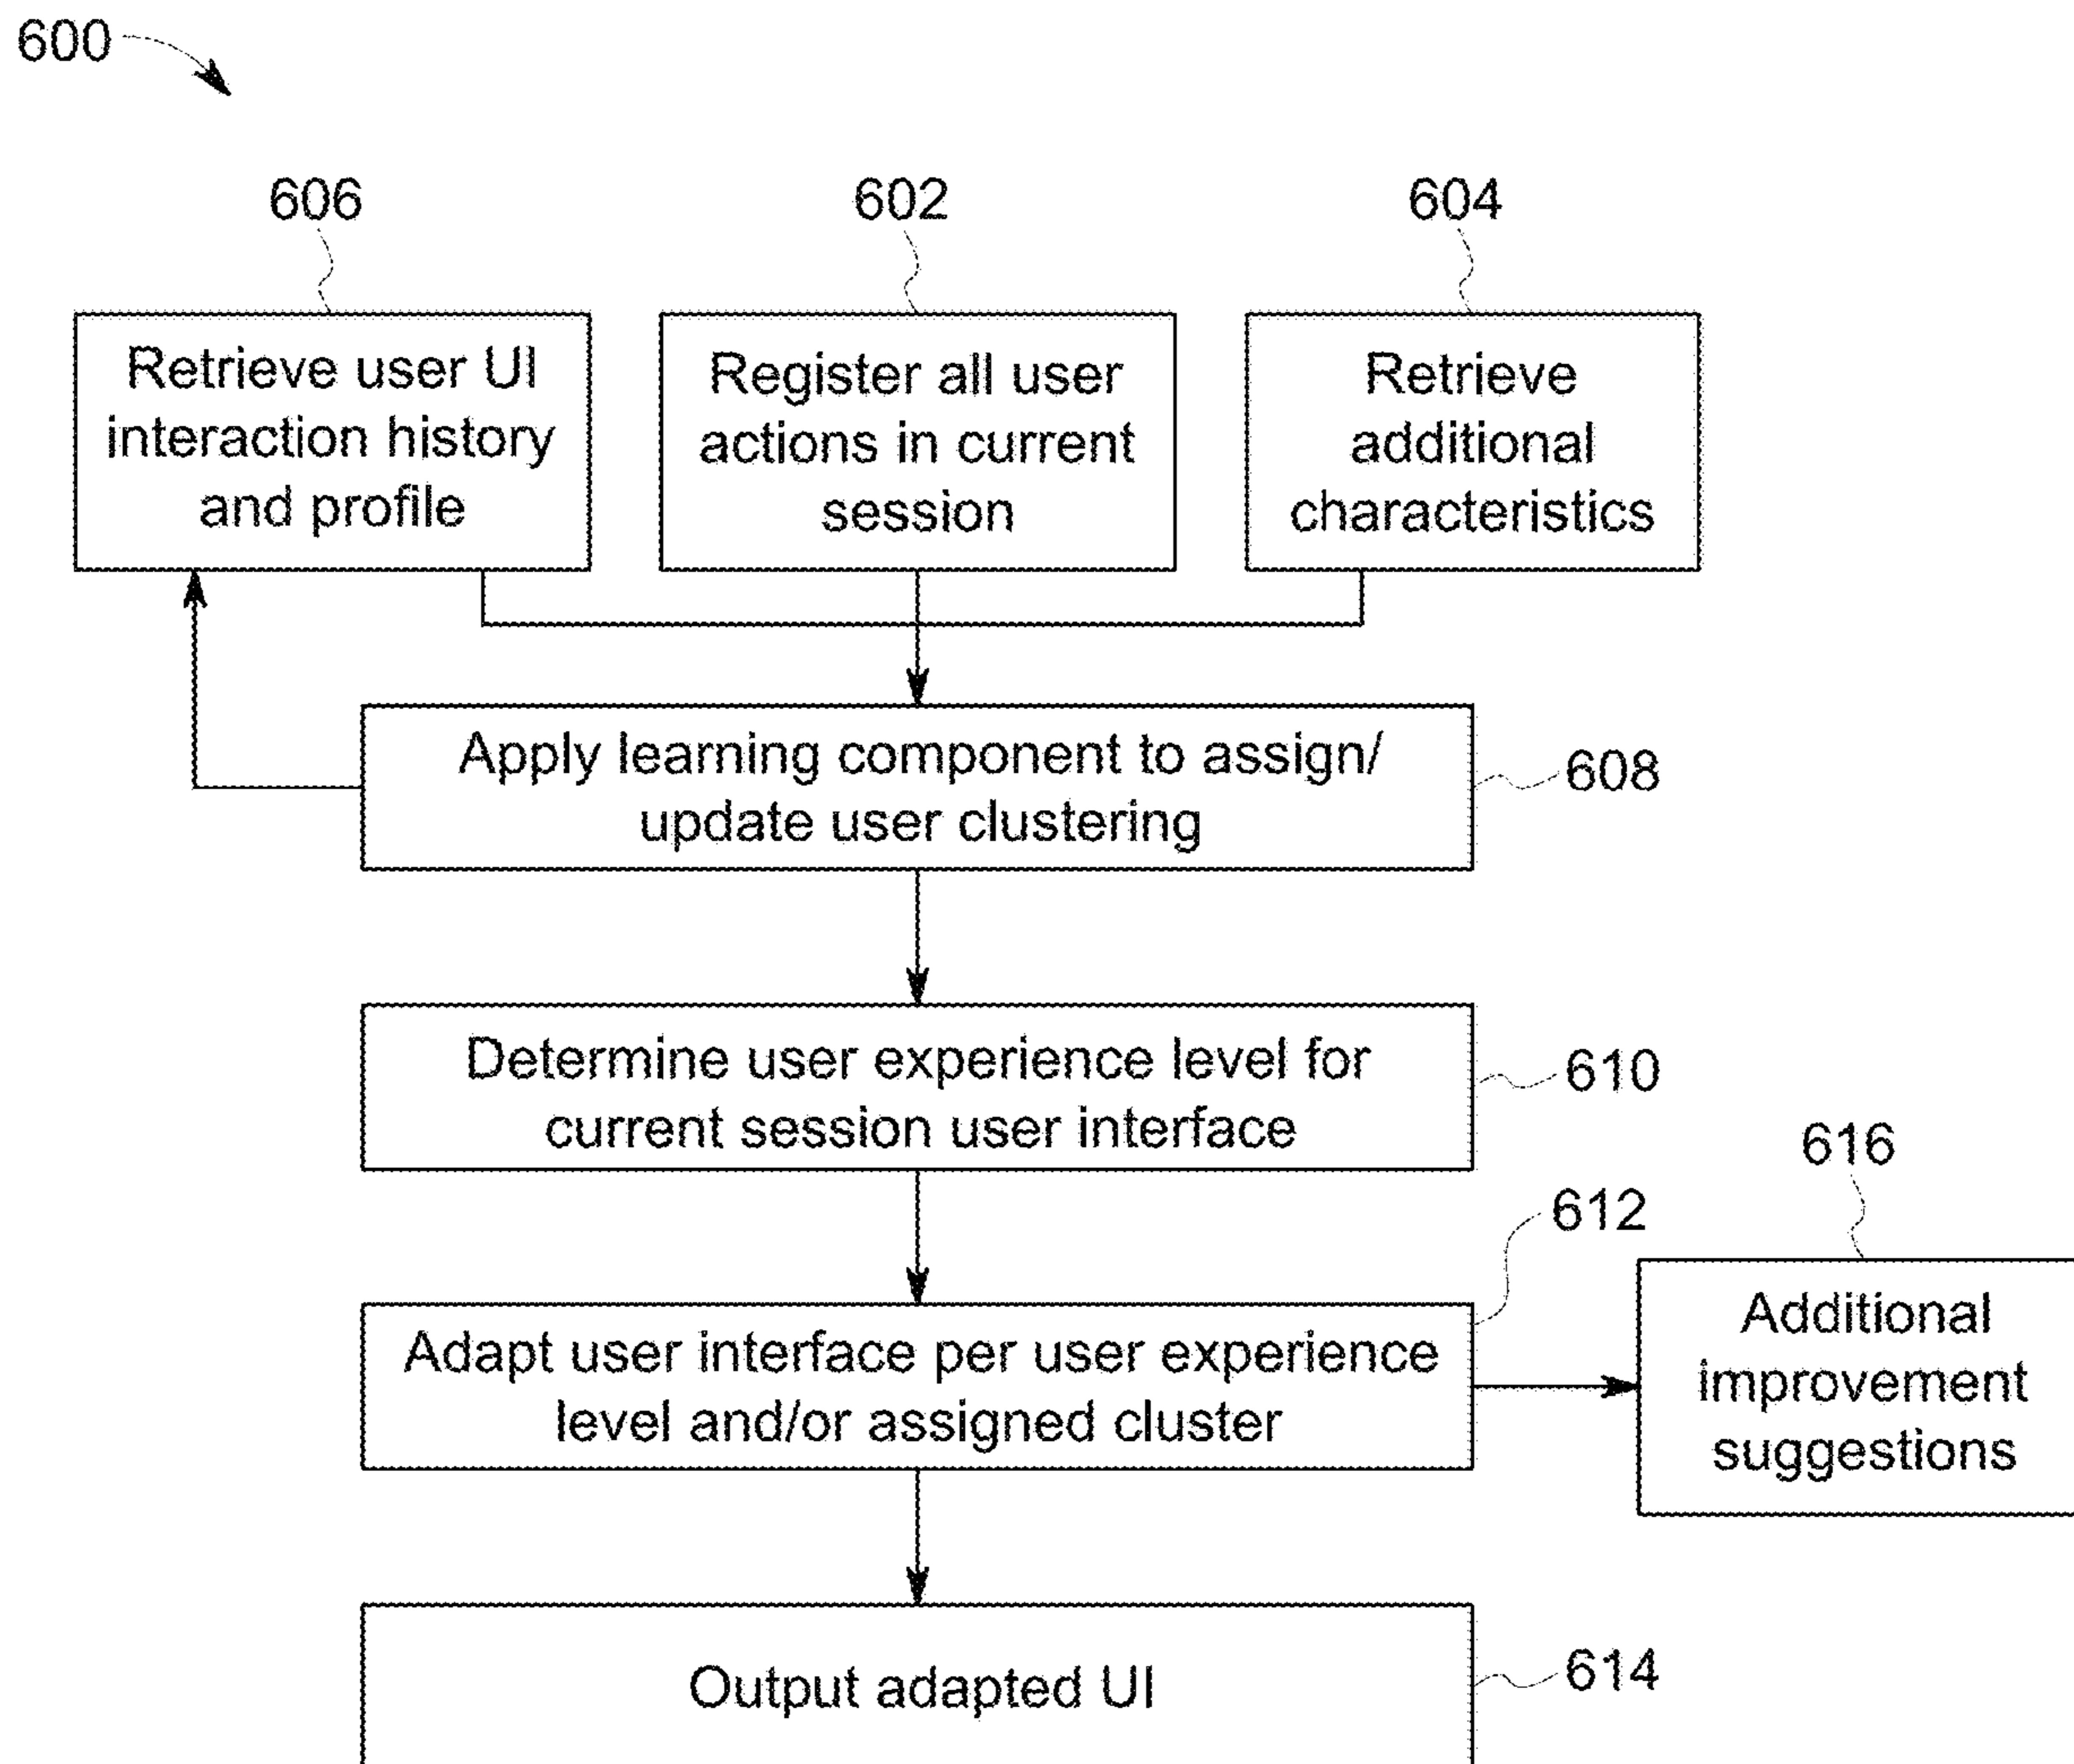 600
606
602
604
Retrieve user UI
interaction history
and profile
Register all user
actions in current
session
Retrieve
additional
characteristics
Apply learning component to assign/
update user clustering
608
Determine user experience level for
current session user interface
610
616
612
Adapt user interface per user experience
level and/or assigned cluster
Additional
improvement
suggestions
Output adapted UI
614